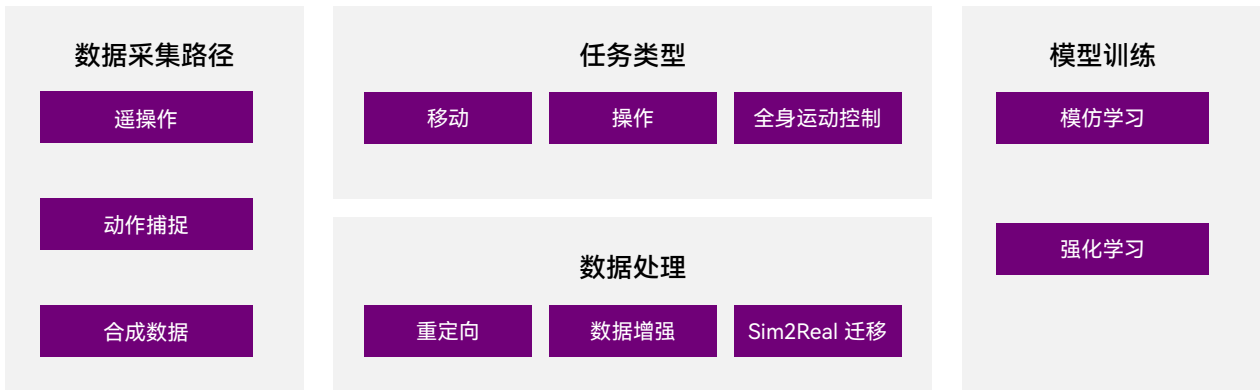 数据采集路径
遥操作
动作捕捉
合成数据
任务类型
移动
操作
全身运动控制
数据处理
重定向
数据增强
Sim2Real 迁移
模型训练
模仿学习
强化学习